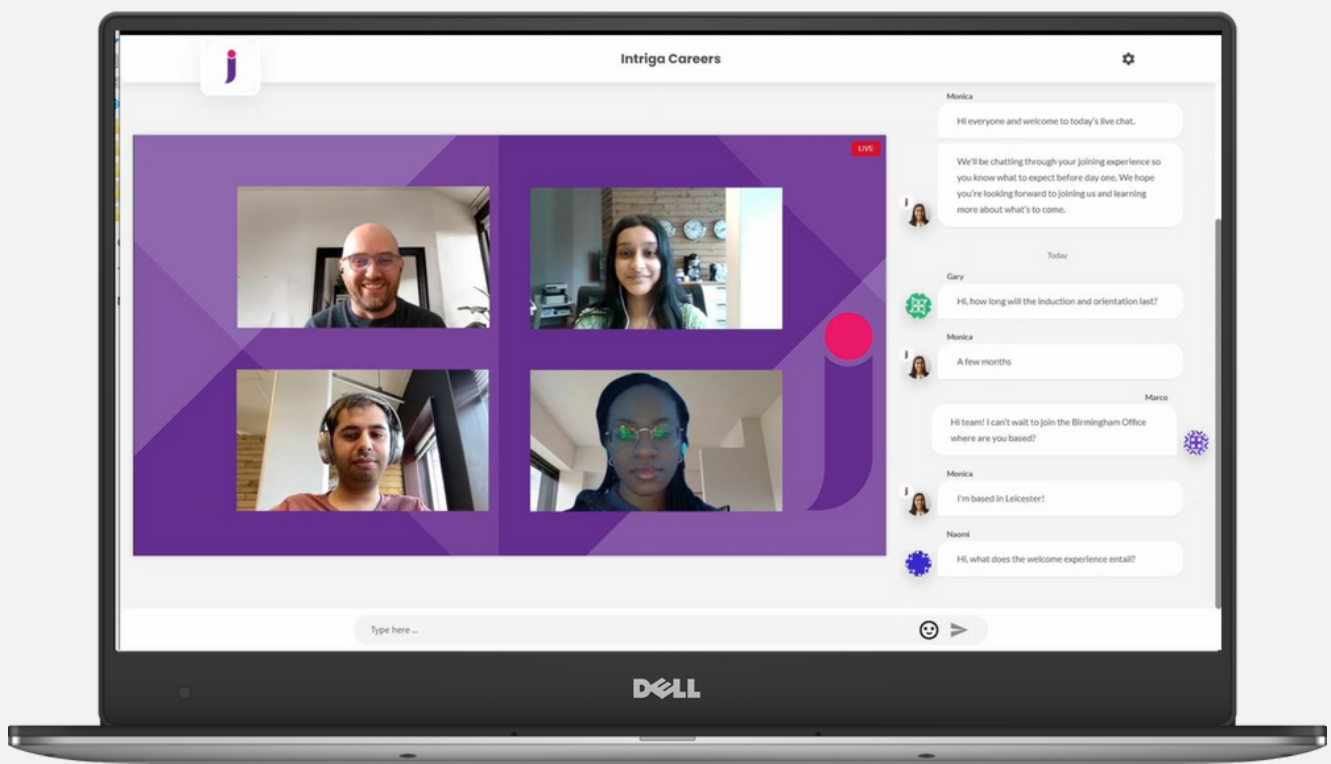 Intriga Careers
LIVE
Monica
Hi everyone and welcome to today's live chat.
We'll be chatting through your joining experience so
you know what to expect before day one. We hope
you're looking forward to joining us and learning
more about what's to come.
Today
Gary
Hi, how long will the induction and orientation last?
Monica
A few months
Marco
Hi team! I can't wait to join the Birmingham Office
where are you based?
Monica
I'm based in Leicester!
Naomi
Hi, what does the welcome experience entail?
Type here ...
DELL